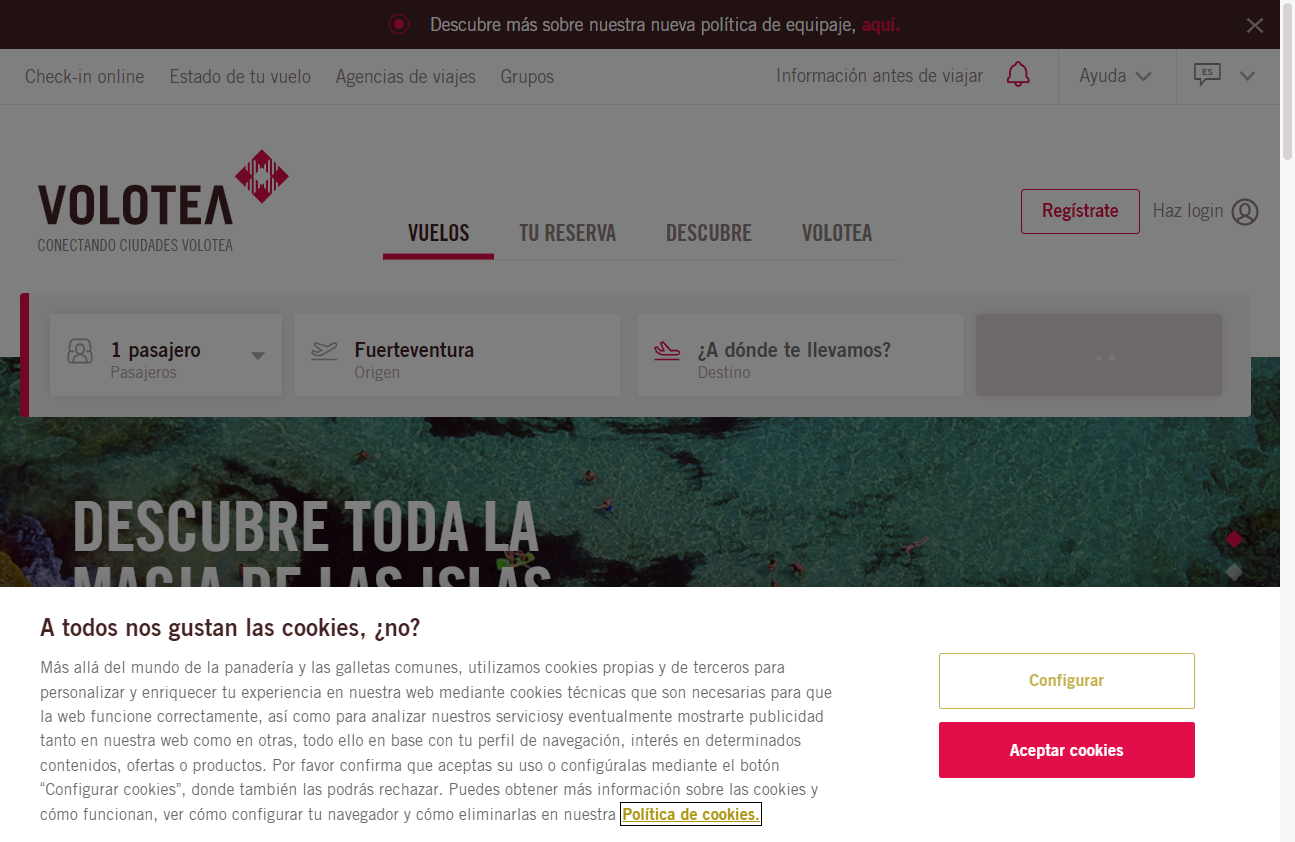 Descubre más sobre nuestra nueva política de equipaje, aquí.
Check-in online Estado de tu vuelo Agencias de viajes Grupos Información antes de viajar Ayuda ES
VOLOTEA
CONECTANDO CIUDADES VOLOTEA
VUELOS TU RESERVA DESCUBRE VOLOTEA
Regístrate Haz login
1 pasajero
Pasajeros
Fuerteventura
Origen
¿A dónde te llevamos?
Destino
DESCUBRE TODA LA
MAGIA DE LAS ISLAS
A todos nos gustan las cookies, ¿no?
Más allá del mundo de la panadería y las galletas comunes, utilizamos cookies propias y de terceros para
personalizar y enriquecer tu experiencia en nuestra web mediante cookies técnicas que son necesarias para que
la web funcione correctamente, así como para analizar nuestros serviciosy eventualmente mostrarte publicidad
tanto en nuestra web como en otras, todo ello en base con tu perfil de navegación, interés en determinados
contenidos, ofertas o productos. Por favor confirma que aceptas su uso o configúralas mediante el botón
“Configurar cookies”, donde también las podrás rechazar. Puedes obtener más información sobre las cookies y
cómo funcionan, ver cómo configurar tu navegador y cómo eliminarlas en nuestra Política de cookies.
Configurar
Aceptar cookies